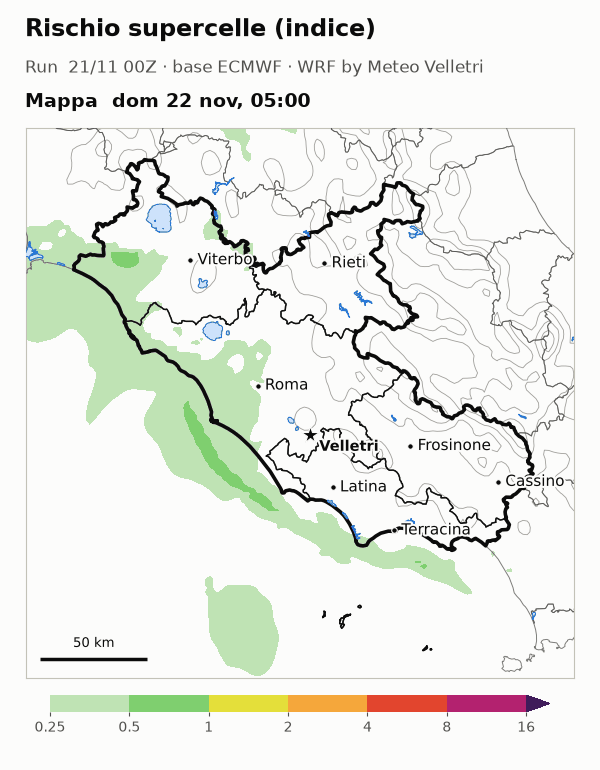 Rischio supercelle (indice)
Run  21/11 00Z · base ECMWF · WRF by Meteo Velletri
Mappa  dom 22 nov, 05:00
Viterbo
Rieti
Roma
Velletri
Frosinone
Cassino
Latina
Terracina
50 km
0.25 0.5 1 2 4 8 16